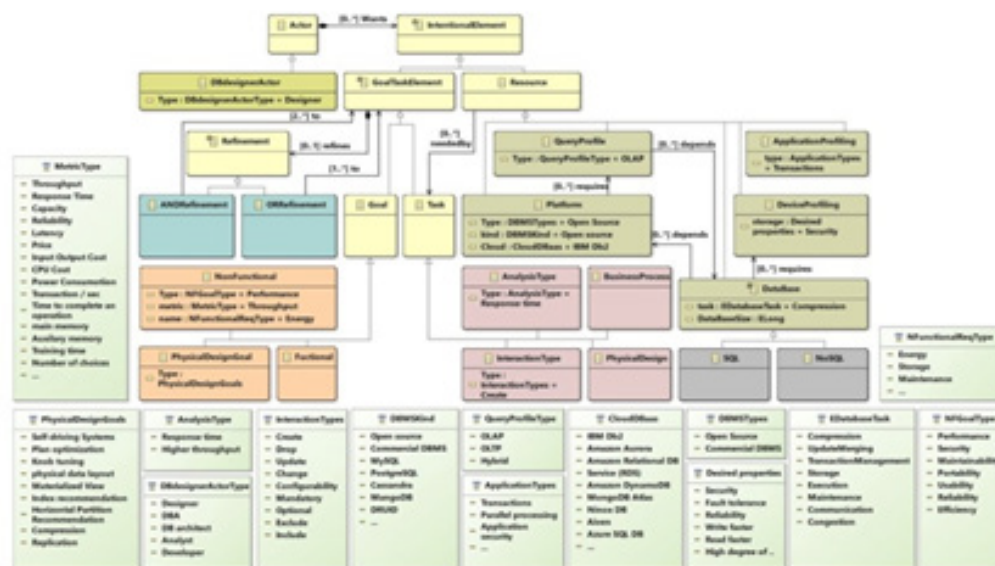 Actor
[0..*] Wants
IntentionalElement
DBdesignerActor
Type : DBdesignerActorType = Designer
GoalTaskElement
Resource
[2..*] to
Refinement
[0..1] refines
[1..*] to
[0..*]
neededby
QueryProfile
Type : QueryProfileType = OLAP
[0..*] depends
ApplicationProfiling
type : ApplicationTypes
= Transactions
[0..*] requires
MetricType
Throughput
Response Time
Capacity
Reliability
Latency
Price
Input Output Cost
CPU Cost
Power Consumption
Transaction / sec
Time to complete an
operation
main memory
Auxilary memory
Training time
Number of choices
...
ANDRefinement
ORRefinement
Goal
Task
Platform
Type : DBMSTypes = Open Source
kind : DBMSKind = Open source
Cloud : CloudDBaas = IBM Db2
[0..*] depends
DeviceProfiling
storage : Desired
properties = Security
[0..*] requires
NonFunctional
Type : NFGoalType = Performance
metric : MetricType = Throughput
name : NFunctionalReqType = Energy
AnalysisType
Type : AnalysisType =
Response time
BusinessProcess
DataBase
task : EDatabaseTask = Compression
DataBaseSize : ELong
PhysicalDesignGoal
Type :
PhysicalDesignGoals
Fuctional
InteractionType
Type :
InteractionTypes =
Create
PhysicalDesign
SQL
NoSQL
NFunctionalReqType
Energy
Storage
Maintenance
...
PhysicalDesignGoals
Self-driving Systems
Plan optimization
Knob tuning
physical data layout
Materialized View
Index recommendation
Horizontal Partition
Recommendation
Compression
Replication
AnalysisType
Response time
Higher throughput
DBdesignerActorType
Designer
DBA
DB architect
Analyst
Developer
InteractionTypes
Create
Drop
Update
Change
Configurability
Mandatory
Optional
Exclude
Include
DBMSKind
Open source
Commercial DBMS
MySQL
PostgreSQL
Cassandra
MongoDB
DRUID
...
QueryProfileType
OLAP
OLTP
Hybrid
ApplicationTypes
Transactions
Parallel processing
Application
security
...
CloudDBaas
IBM Db2
Amazon Aurora
Amazon Relational DB
Service (RDS)
Amazon DynamoDB
MongoDB Atlas
DB
Aiven
Azure SQL DB
...
DBMSTypes
Open Source
Commercial DBMS
Desired properties
Security
Fault tolerance
Reliability
Write faster
Read faster
High degree of ..
EDatabaseTask
Compression
UpdateMerging
TransactionManagement
Storage
Execution
Maintenance
Communication
Congestion
NFGoalType
Performance
Security
Maintainability
Portability
Usability
Reliability
Efficiency